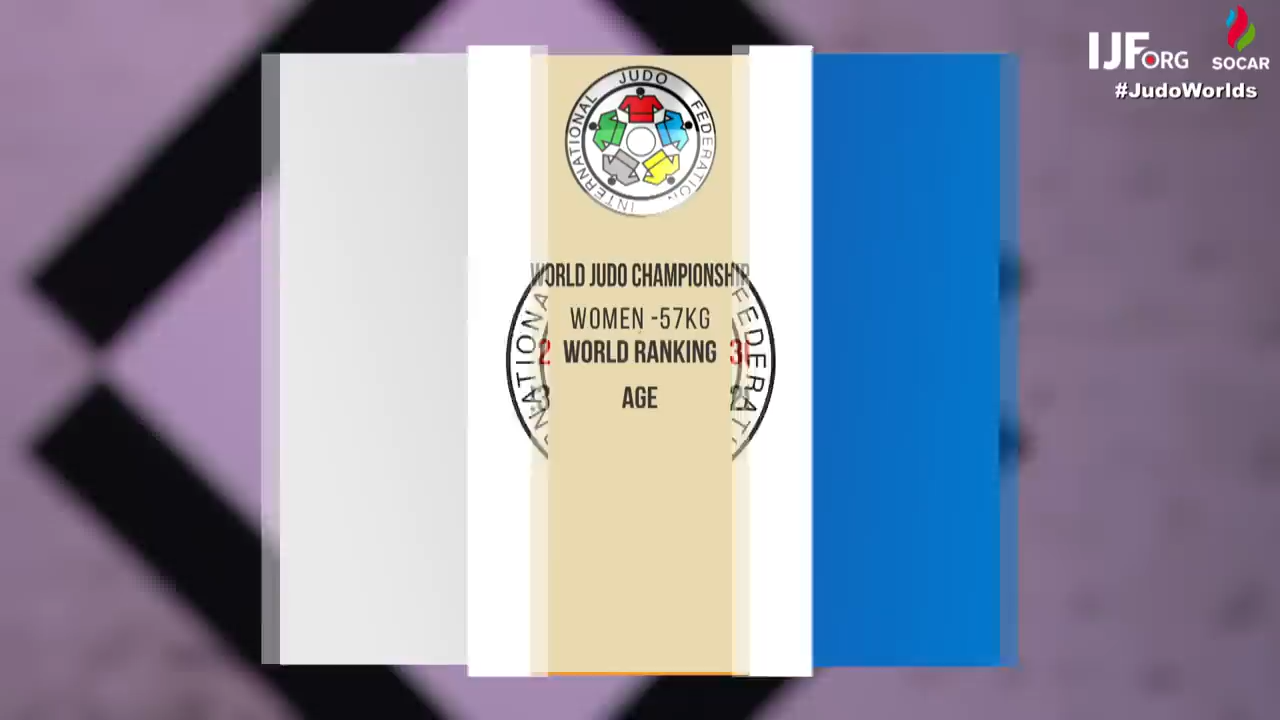 IJF.ORG
SOCAR
#JudoWorlds
INTERNATIONAL JUDO FEDERATION
WORLD JUDO CHAMPIONSHIP
WOMEN -57KG
WORLD RANKING
AGE